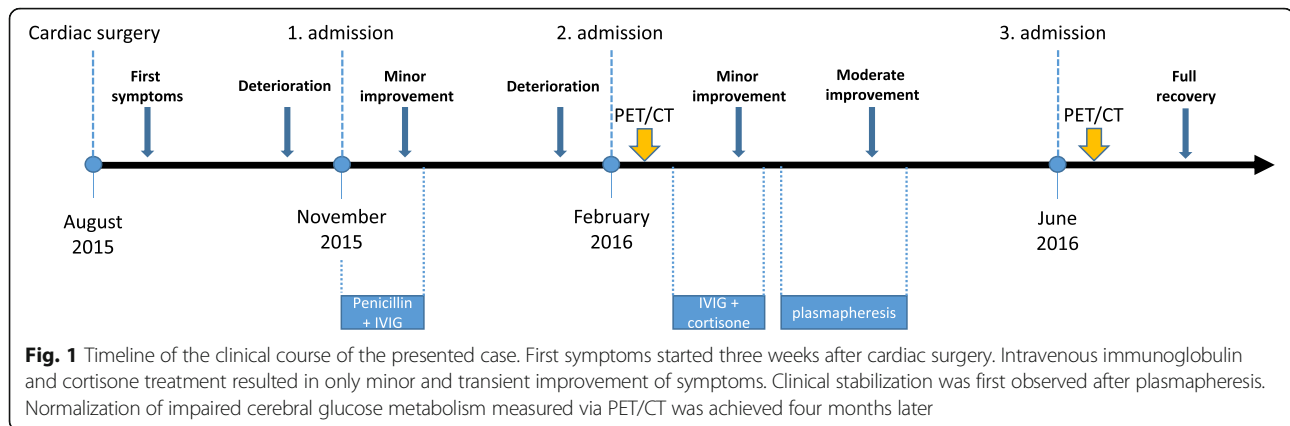 Cardiac surgery 1. admission 2. admission 3. admission
First symptoms
Deterioration
Minor improvement
Deterioration
PET/CT
Minor improvement
Moderate improvement
PET/CT
Full recovery
August 2015
November 2015
February 2016
June 2016
Penicillin + IVIG
IVIG + cortisone
plasmapheresis
Fig. 1 Timeline of the clinical course of the presented case. First symptoms started three weeks after cardiac surgery. Intravenous immunoglobulin
and cortisone treatment resulted in only minor and transient improvement of symptoms. Clinical stabilization was first observed after plasmapheresis.
Normalization of impaired cerebral glucose metabolism measured via PET/CT was achieved four months later